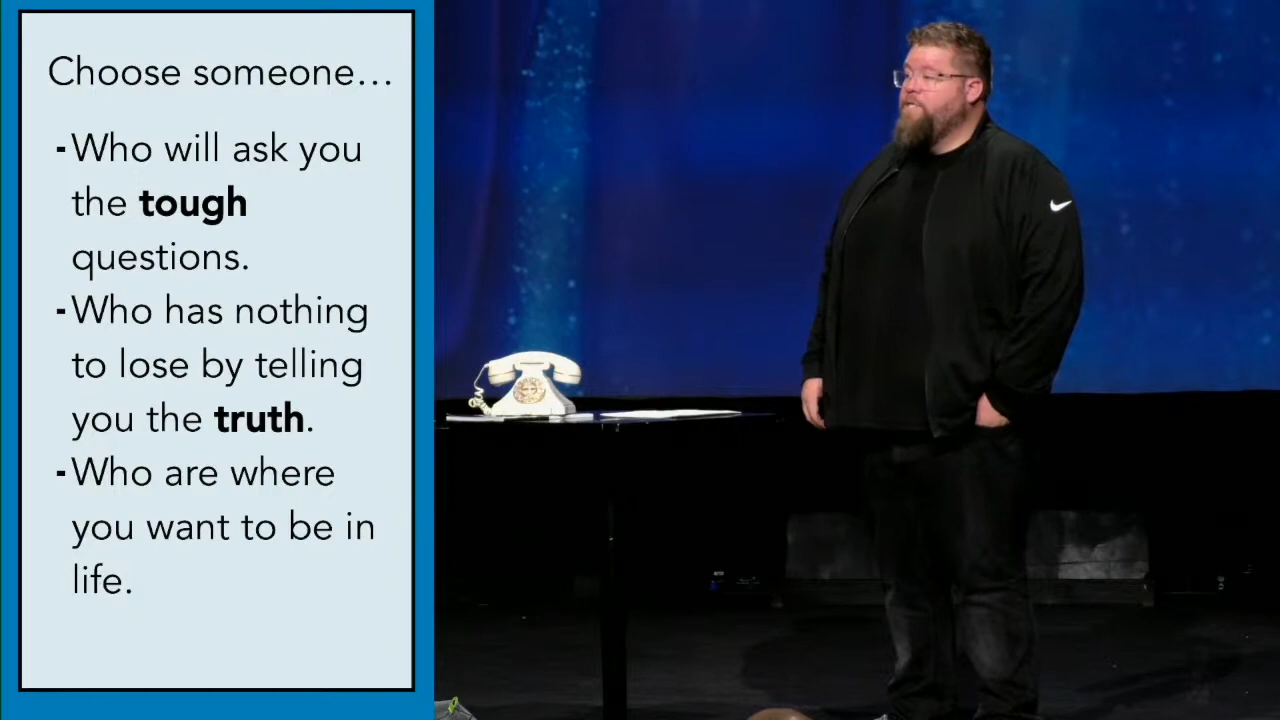 Choose someone…
-Who will ask you
the tough
questions.
-Who has nothing
to lose by telling
you the truth.
-Who are where
you want to be in
life.